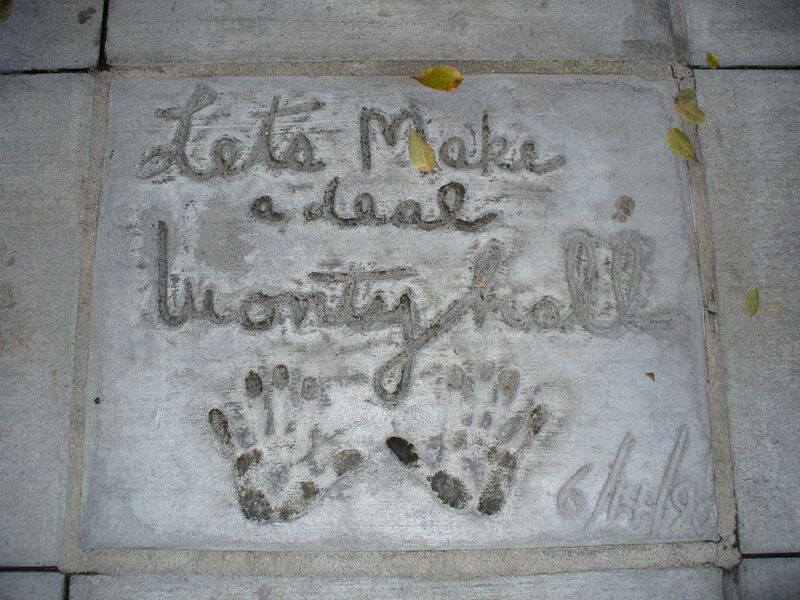 Lets Make
a deal
Monty hall